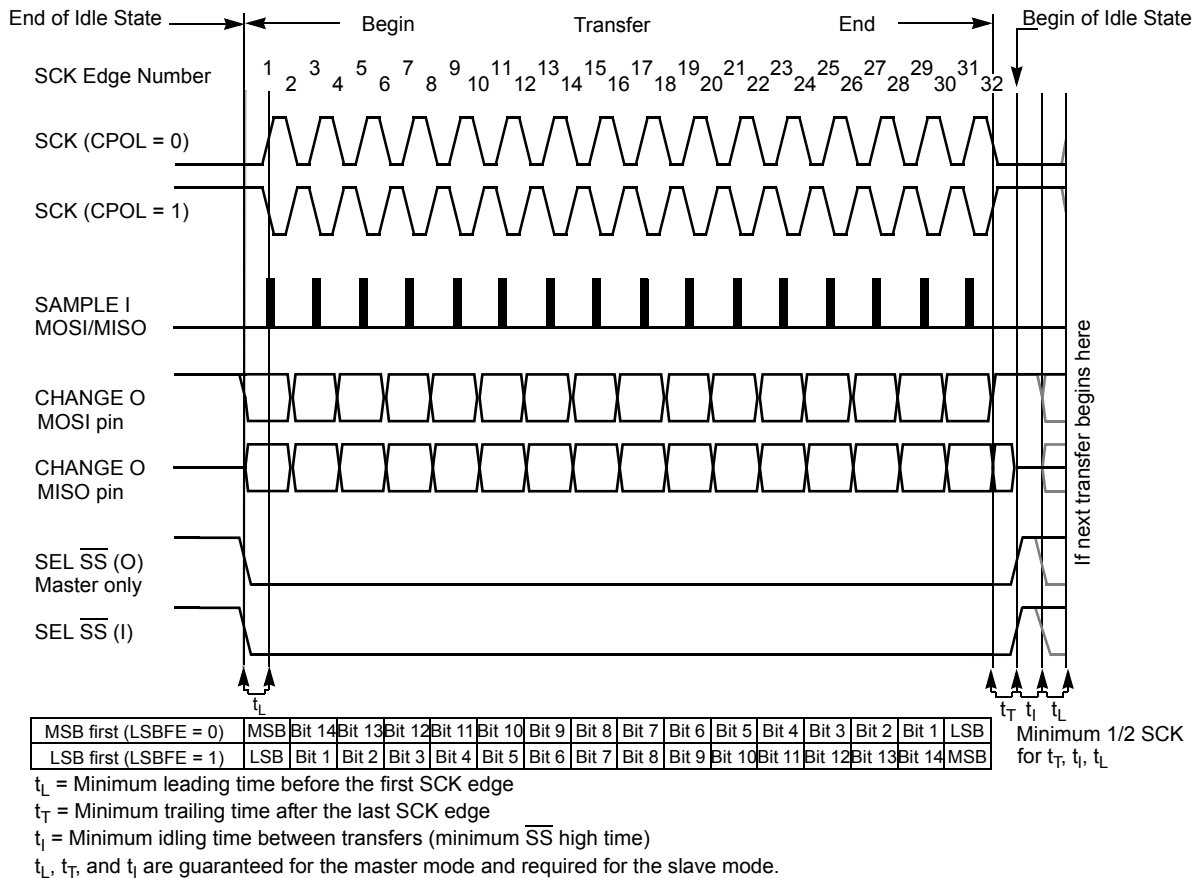 End of Idle State
Begin
Transfer
End
Begin of Idle State
SCK Edge Number
1 3 5 7 9 11 13 15 17 19 21 23 25 27 29 31
2 4 6 8 10 12 14 16 18 20 22 24 26 28 30 32
SCK (CPOL = 0)
SCK (CPOL = 1)
SAMPLE I
MOSI/MISO
CHANGE O
MOSI pin
CHANGE O
MISO pin
SEL SS (O)
Master only
SEL SS (I)
If next transfer begins here
tL
tT tI tL
MSB first (LSBFE = 0) MSB Bit 14 Bit 13 Bit 12 Bit 11 Bit 10 Bit 9 Bit 8 Bit 7 Bit 6 Bit 5 Bit 4 Bit 3 Bit 2 Bit 1 LSB
LSB first (LSBFE = 1) LSB Bit 1 Bit 2 Bit 3 Bit 4 Bit 5 Bit 6 Bit 7 Bit 8 Bit 9 Bit 10 Bit 11 Bit 12 Bit 13 Bit 14 MSB
Minimum 1/2 SCK
for tT, tI, tL
tL = Minimum leading time before the first SCK edge
tT = Minimum trailing time after the last SCK edge
tI = Minimum idling time between transfers (minimum SS high time)
tL, tT, and tI are guaranteed for the master mode and required for the slave mode.